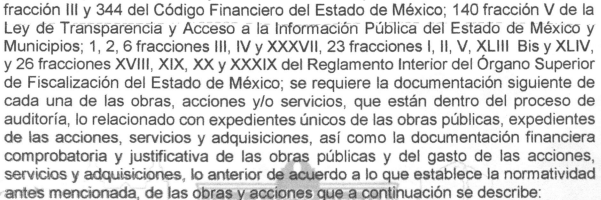 fracción III y 344 del Código Financiero del Estado de México; 140 fracción V de la
Ley de Transparencia y Acceso a la Información Pública del Estado de México y
Municipios; 1, 2, 6 fracciones III, IV y XXXVII, 23 fracciones I, II, V, XLIII Bis y XLIV,
y 26 fracciones XVIII, XIX, XX y XXXIX del Reglamento Interior del Órgano Superior
de Fiscalización del Estado de México; se requiere la documentación siguiente de
cada una de las obras, acciones y/o servicios, que están dentro del proceso de
auditoría, lo relacionado con expedientes únicos de las obras públicas, expedientes
de las acciones, servicios y adquisiciones, así como la documentación financiera
comprobatoria y justificativa de las obras públicas y del gasto de las acciones,
servicios y adquisiciones, lo anterior de acuerdo a lo que establece la normatividad
antes mencionada, de las obras y acciones que a continuación se describe: